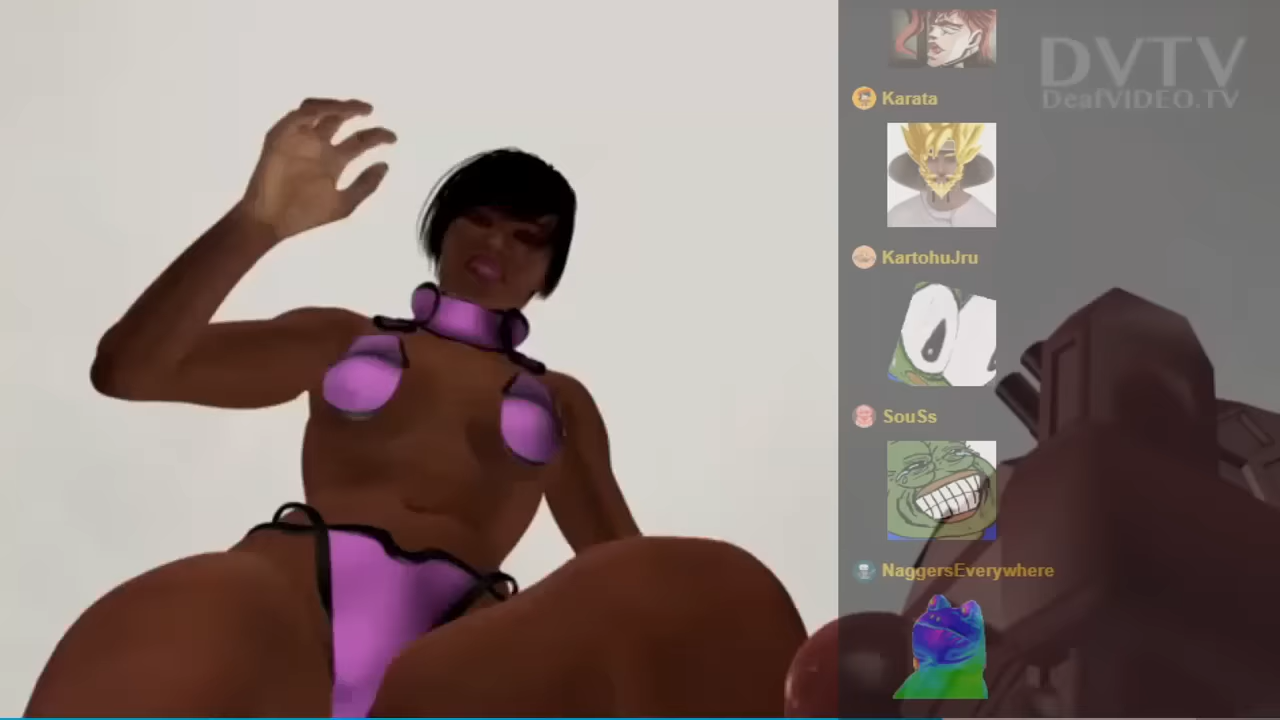 DVTV
DeafVIDEO.TV
Karata
KartohuJru
SouSs
NaggersEverywhere